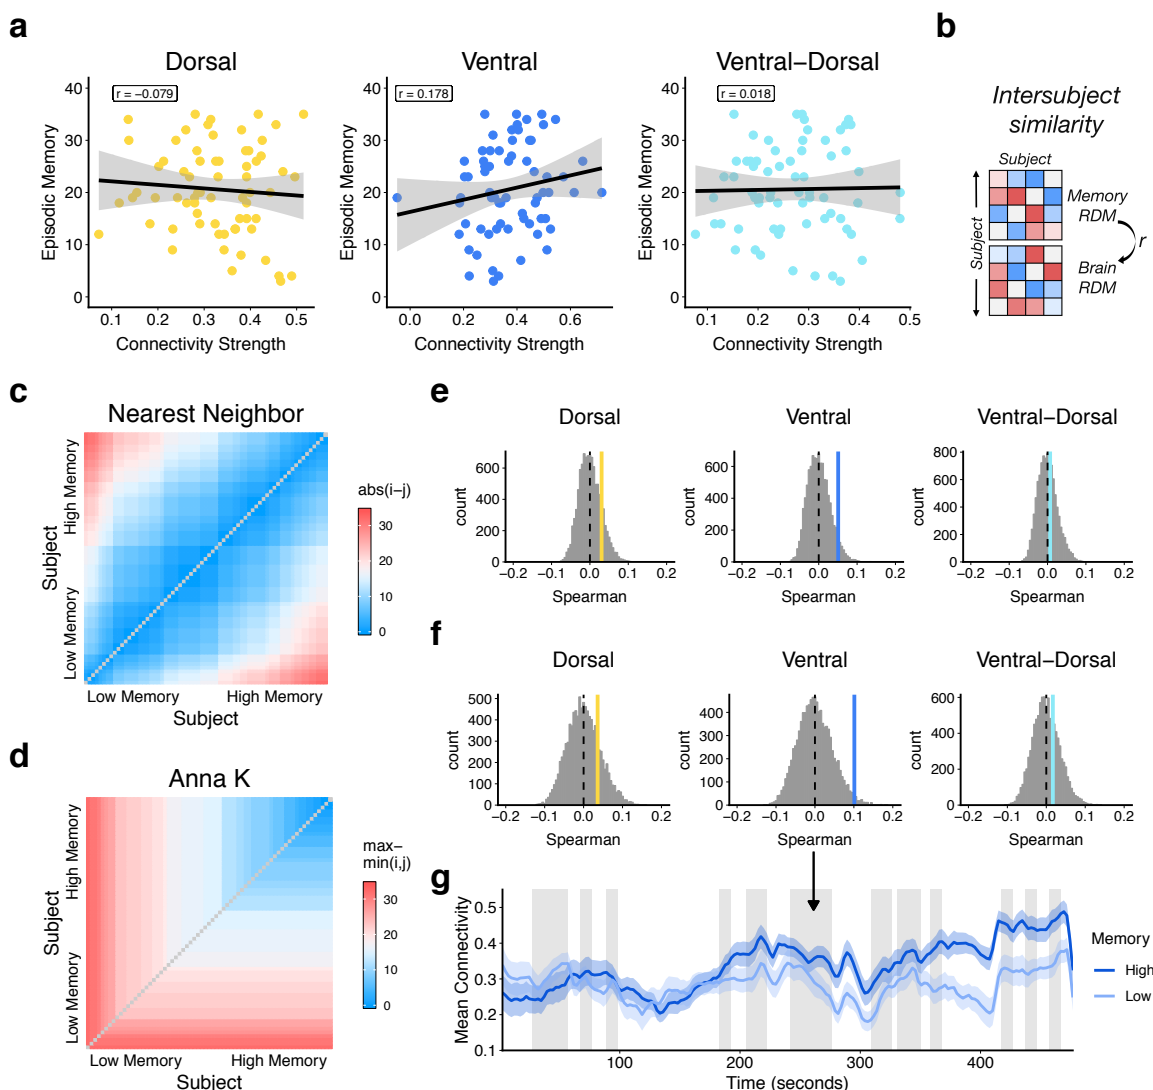 a
Dorsal
r = −0.079
Episodic Memory
40
30
20
10
0
0.1 0.2 0.3 0.4 0.5
Connectivity Strength
Ventral
r = 0.178
Episodic Memory
40
30
20
10
0
0.0 0.2 0.4 0.6
Connectivity Strength
Ventral−Dorsal
r = 0.018
Episodic Memory
40
30
20
10
0
0.1 0.2 0.3 0.4 0.5
Connectivity Strength
b
Intersubject
similarity
Subject
Subject
Memory
RDM
r
Brain
RDM
c
Nearest Neighbor
Subject
High Memory
Low Memory
Low Memory High Memory
Subject
abs(i−j)
30
20
10
0
d
Anna K
Subject
High Memory
Low Memory
Low Memory High Memory
Subject
max−
min(i,j)
30
20
10
0
e
Dorsal
count
600
400
200
0
−0.2 −0.1 0.0 0.1 0.2
Spearman
Ventral
count
600
400
200
0
−0.2 −0.1 0.0 0.1 0.2
Spearman
Ventral−Dorsal
count
800
600
400
200
0
−0.2 −0.1 0.0 0.1 0.2
Spearman
f
Dorsal
count
500
400
300
200
100
0
−0.2 −0.1 0.0 0.1 0.2
Spearman
Ventral
count
400
300
200
100
0
−0.2 −0.1 0.0 0.1 0.2
Spearman
Ventral−Dorsal
count
600
400
200
0
−0.2 −0.1 0.0 0.1 0.2
Spearman
g
Mean Connectivity
0.5
0.4
0.3
0.2
0.1
100 200 300 400
Time (seconds)
Memory
High
Low